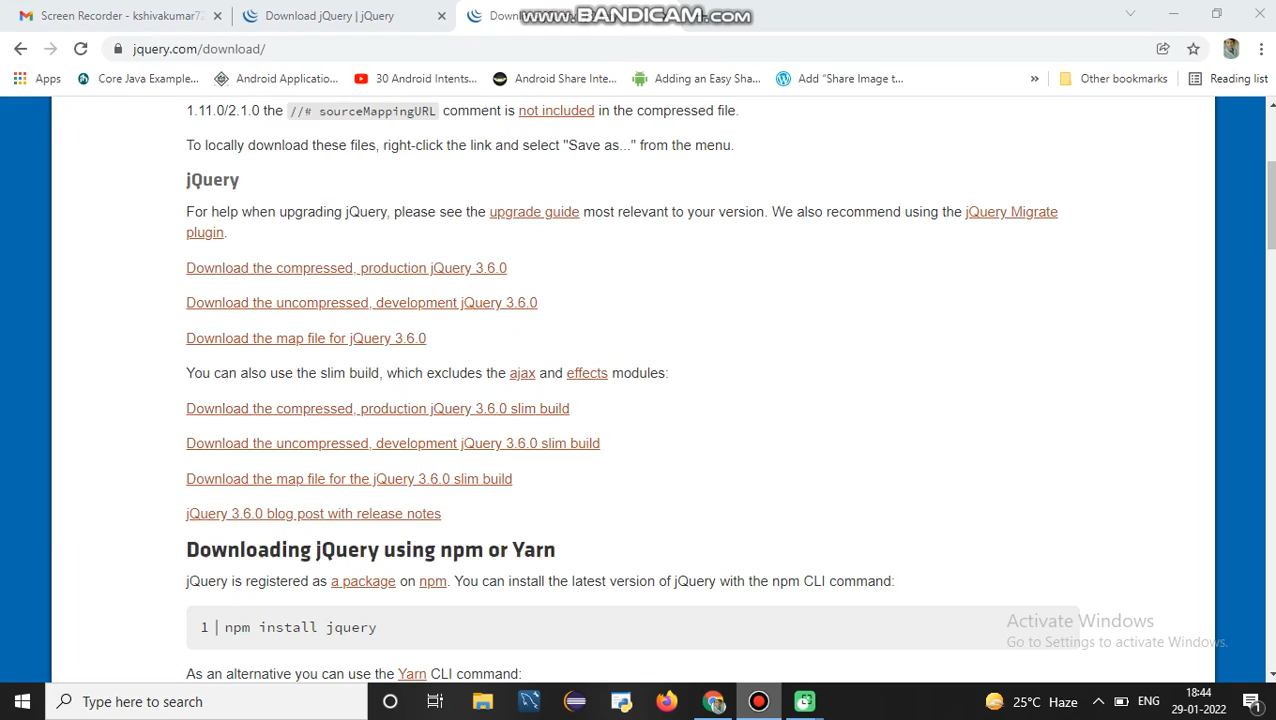 Screen Recorder - kshivakumar7
Download jQuery | jQuery
Down
www.BANDICAM.com
jquery.com/download/
Apps
Core Java Example...
Android Applicatio...
30 Android Intents...
Android Share Inte...
Adding an Easy Sha...
Add "Share Image t...
»
Other bookmarks
Reading list
1.11.0/2.1.0 the //# sourceMappingURL comment is not included in the compressed file.
To locally download these files, right-click the link and select "Save as..." from the menu.
jQuery
For help when upgrading jQuery, please see the upgrade guide most relevant to your version. We also recommend using the jQuery Migrate
plugin.
Download the compressed, production jQuery 3.6.0
Download the uncompressed, development jQuery 3.6.0
Download the map file for jQuery 3.6.0
You can also use the slim build, which excludes the ajax and effects modules:
Download the compressed, production jQuery 3.6.0 slim build
Download the uncompressed, development jQuery 3.6.0 slim build
Download the map file for the jQuery 3.6.0 slim build
jQuery 3.6.0 blog post with release notes
Downloading jQuery using npm or Yarn
jQuery is registered as a package on npm. You can install the latest version of jQuery with the npm CLI command:
1 | npm install jquery
Activate Windows
Go to Settings to activate Windows.
As an alternative you can use the Yarn CLI command:
Type here to search
25°C Haze
ENG
18:44
29-01-2022
1